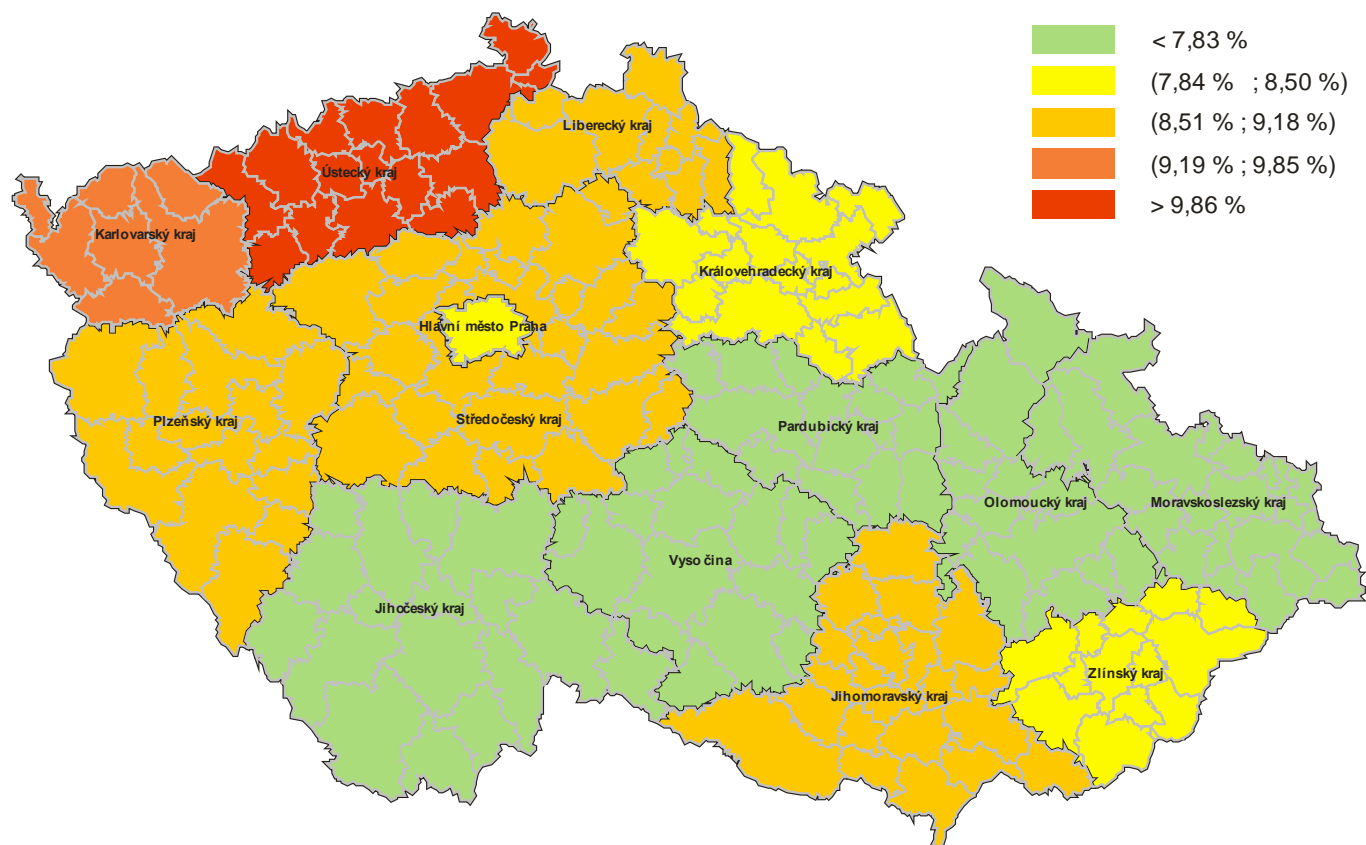 < 7,83 %
(7,84 % ; 8,50 %)
(8,51 % ; 9,18 %)
(9,19 % ; 9,85 %)
> 9,86 %
Liberecký kraj
Ústecký kraj
Karlovarský kraj
Královehradecký kraj
Hlavní město Praha
Plzeňský kraj
Středočeský kraj
Pardubický kraj
Olomoucký kraj
Moravskoslezský kraj
Vyso čina
Jihočeský kraj
Zlínský kraj
Jihomoravský kraj